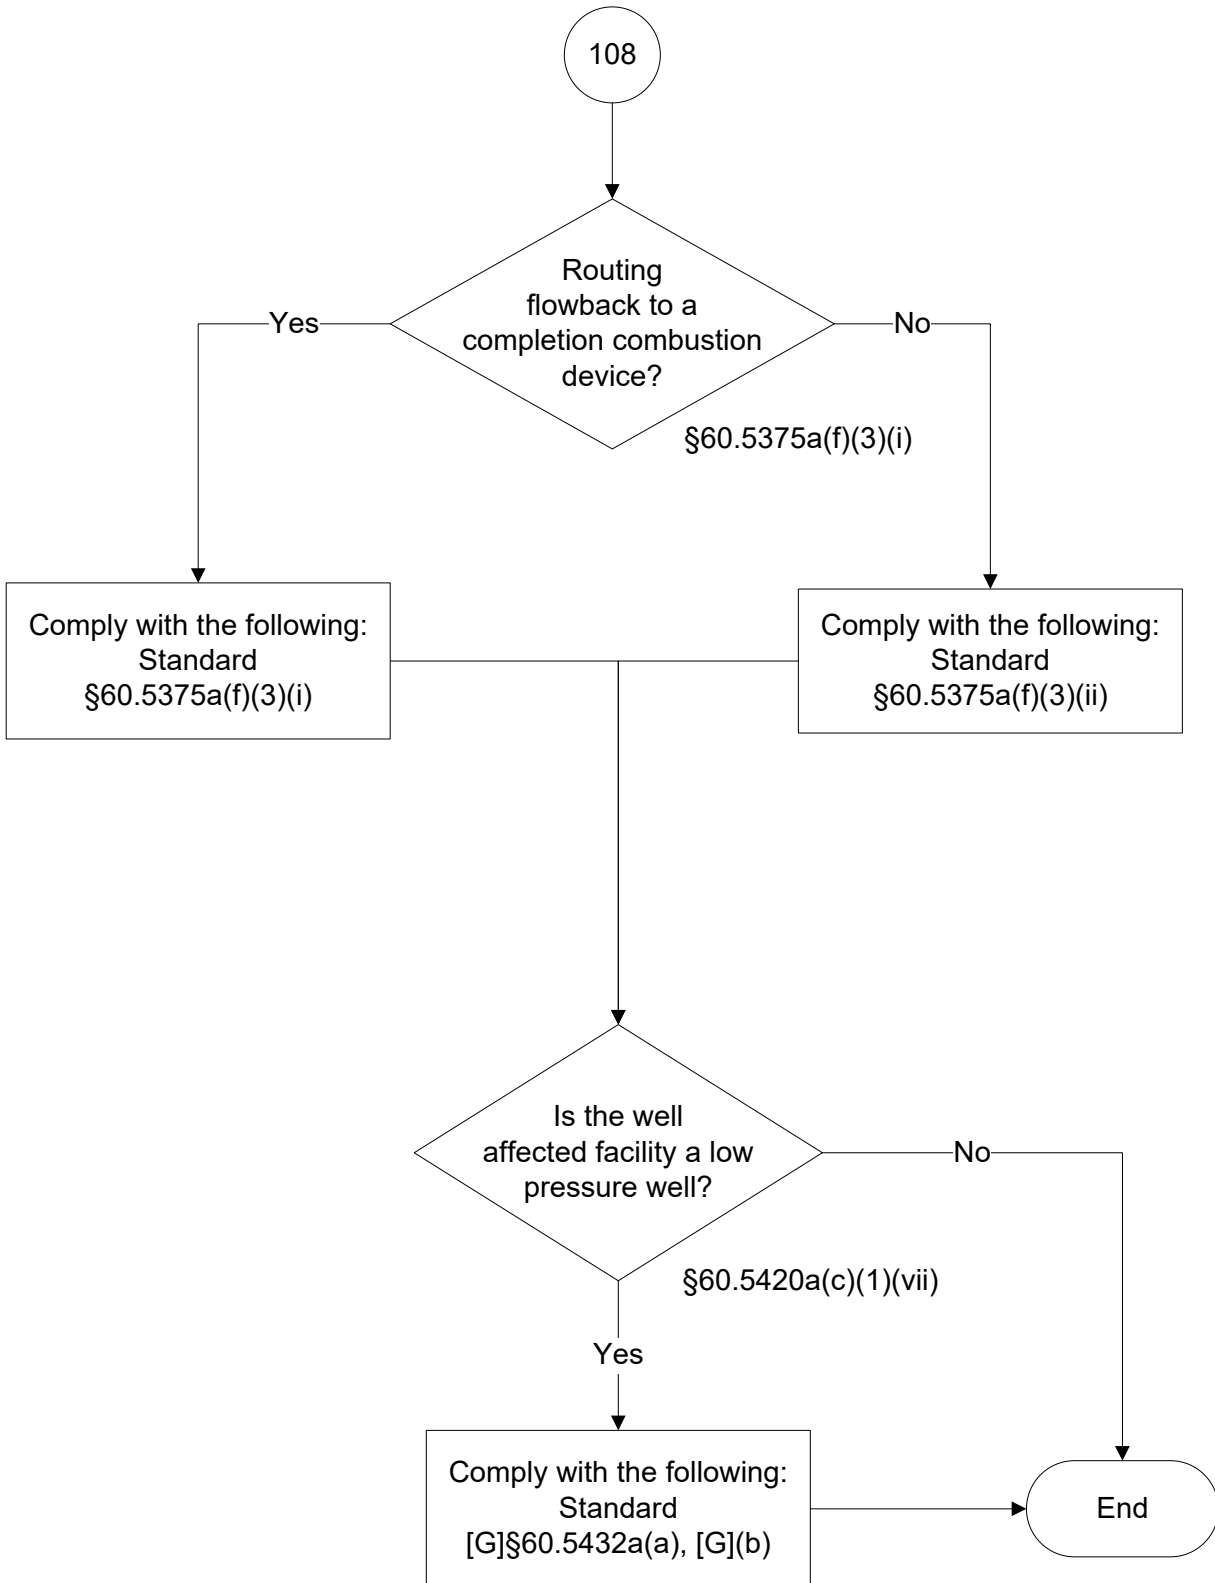 108
Routing
flowback to a
completion combustion
device?
Yes
No
§60.5375a(f)(3)(i)
Comply with the following:
Standard
§60.5375a(f)(3)(i)
Comply with the following:
Standard
§60.5375a(f)(3)(ii)
Is the well
affected facility a low
pressure well?
No
§60.5420a(c)(1)(vii)
Yes
Comply with the following:
Standard
[G]§60.5432a(a), [G](b)
End